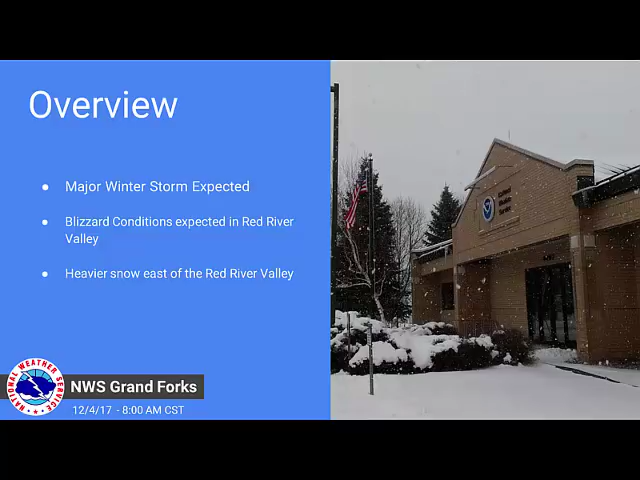 Overview
● Major Winter Storm Expected
● Blizzard Conditions expected in Red River
Valley
● Heavier snow east of the Red River Valley
NATIONAL WEATHER SERVICE
NWS Grand Forks
12/4/17 - 8:00 AM CST